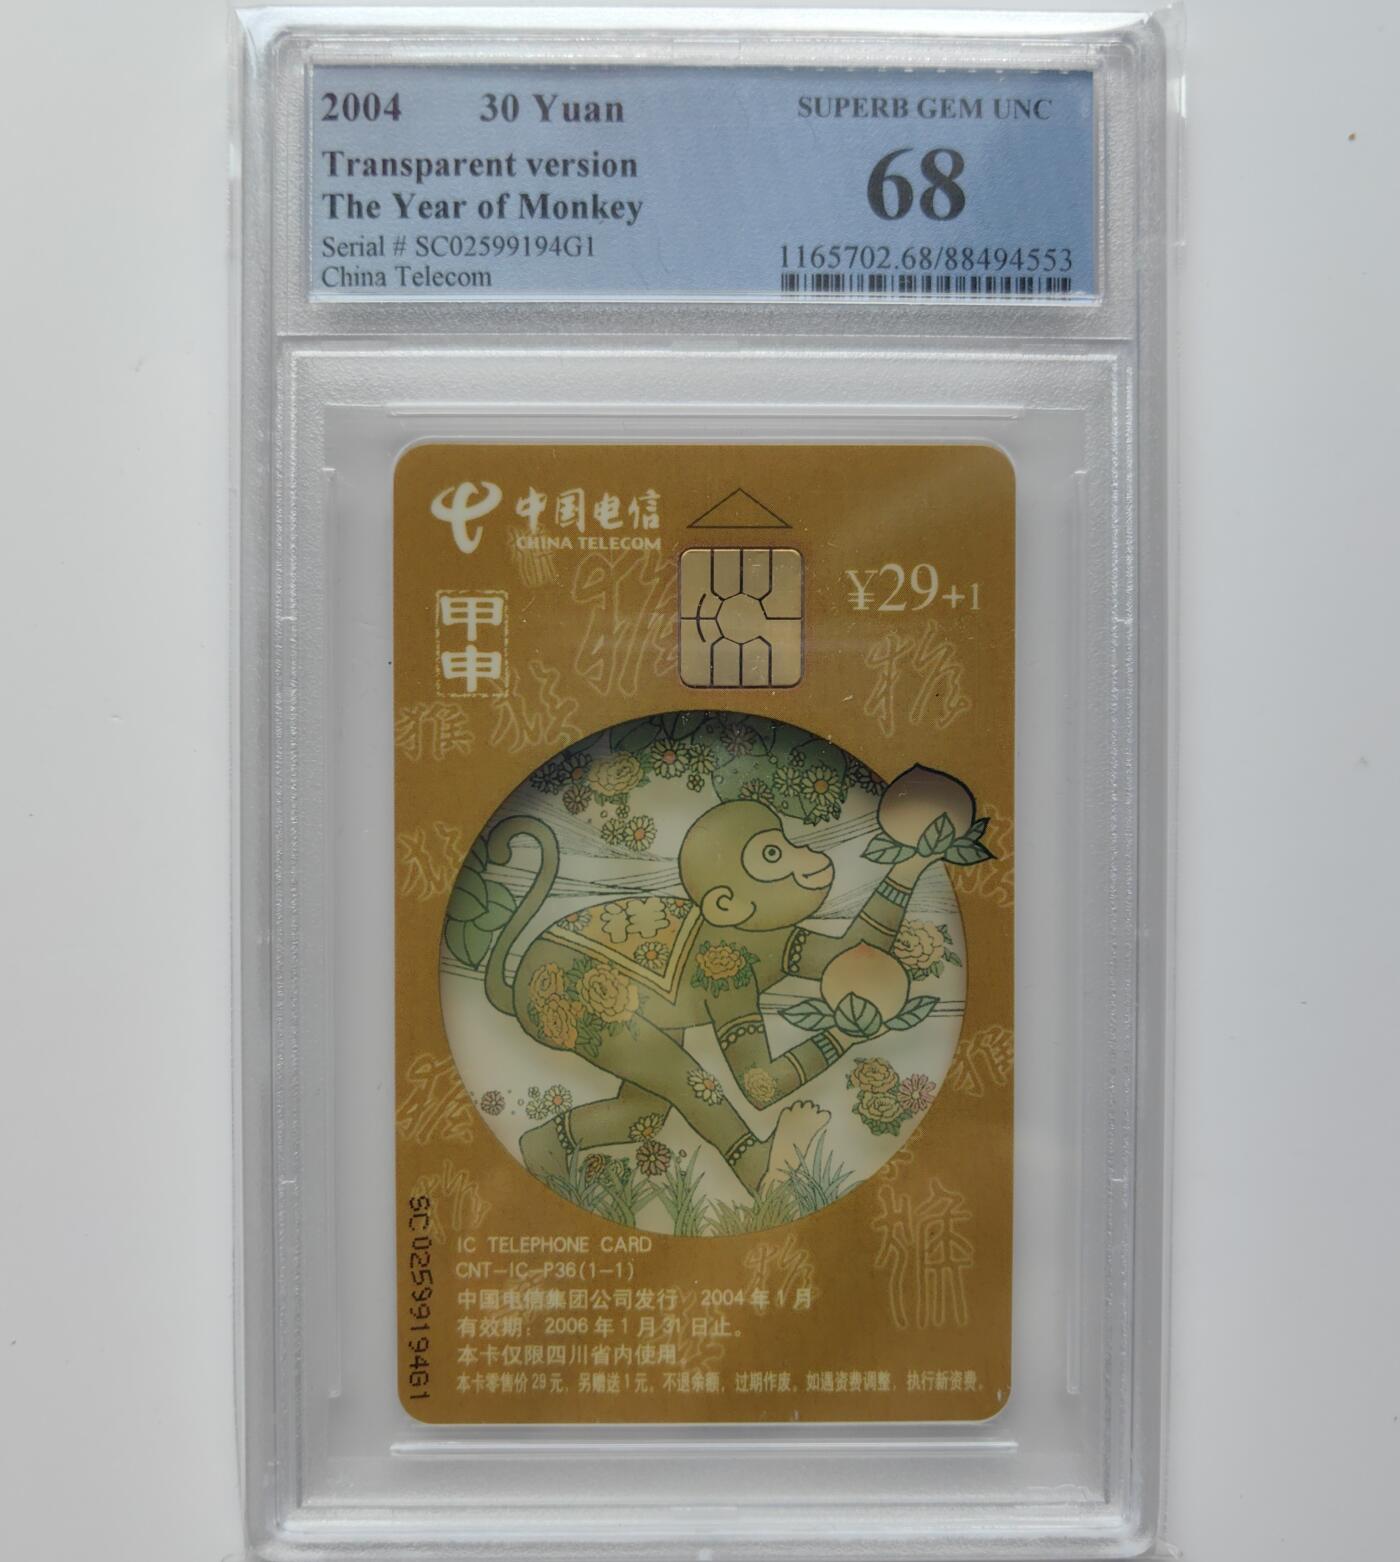 2004 30 Yuan
SUPERB GEM UNC
Transparent version
68
The Year of Monkey
Serial # SC02599194G1
1165702.68/88494553
China Telecom
中国电信
CHINA TELECOM
¥29+1
甲
申
猴
祥
SC02599194G1
IC TELEPHONE CARD
CNT-IC-P36(1-1)
中国电信集团公司发行 2004年1月
有效期：2006年1月31日止。
本卡仅限四川省内使用
本卡零售价29元，另赠送1元。不退余额，过期作废。如遇资费调整，执行新资费。